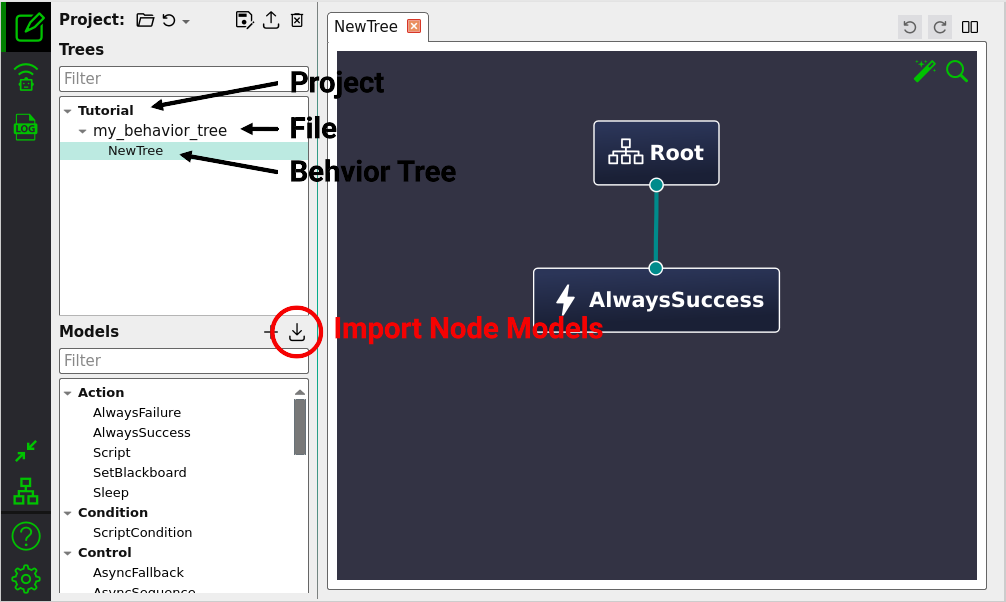 Project:
NewTree
Trees
Filter
Project
Tutorial
my_behavior_tree
File
NewTree
Behvior Tree
LOG
Root
AlwaysSuccess
Models
Import Node Models
Filter
Action
AlwaysFailure
AlwaysSuccess
Script
SetBlackboard
Sleep
Condition
ScriptCondition
Control
AsyncFallback
AsyncSequence